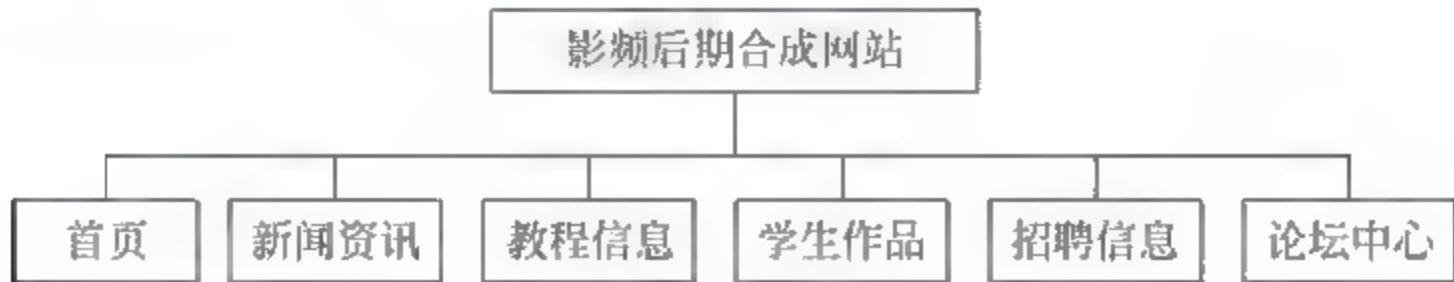 影频后期合成网站
首页
新闻资讯
教程信息
学生作品
招聘信息
论坛中心